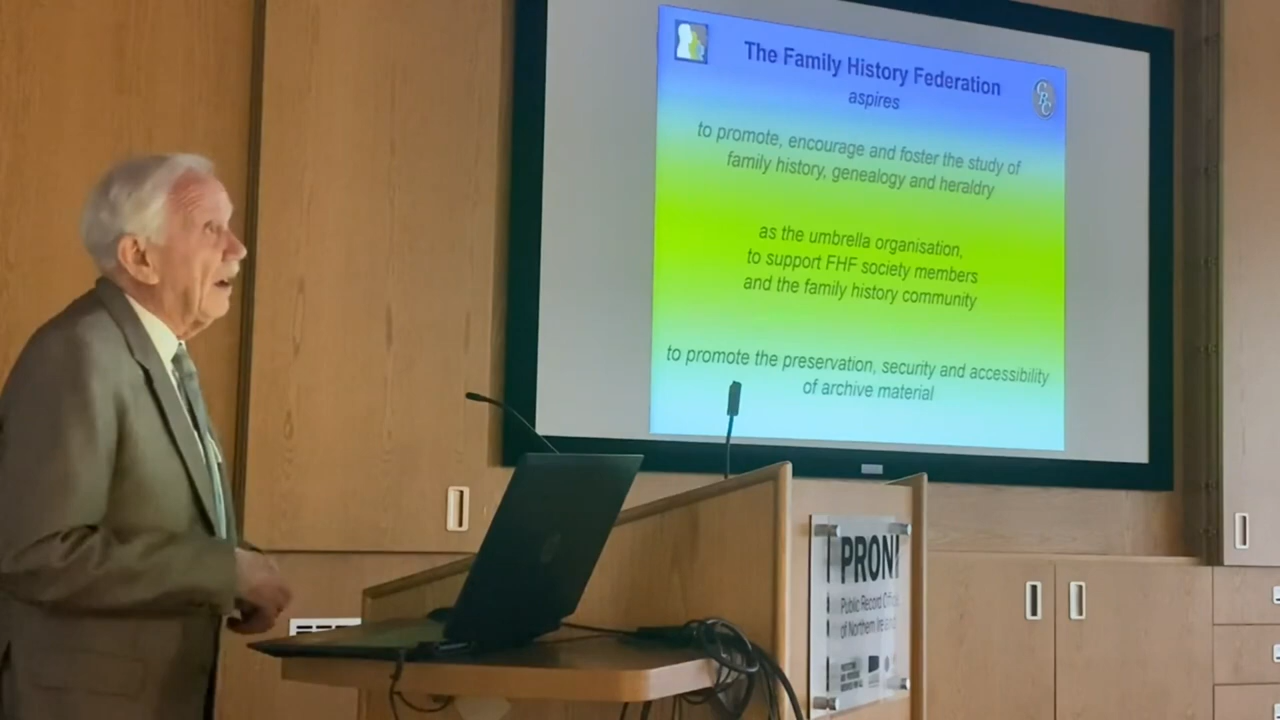 The Family History Federation
aspires
to promote, encourage and foster the study of
family history, genealogy and heraldry
as the umbrella organisation,
to support FHF society members
and the family history community
to promote the preservation, security and accessibility
of archive material
PRONI
Public Record Office
of Northern Ireland